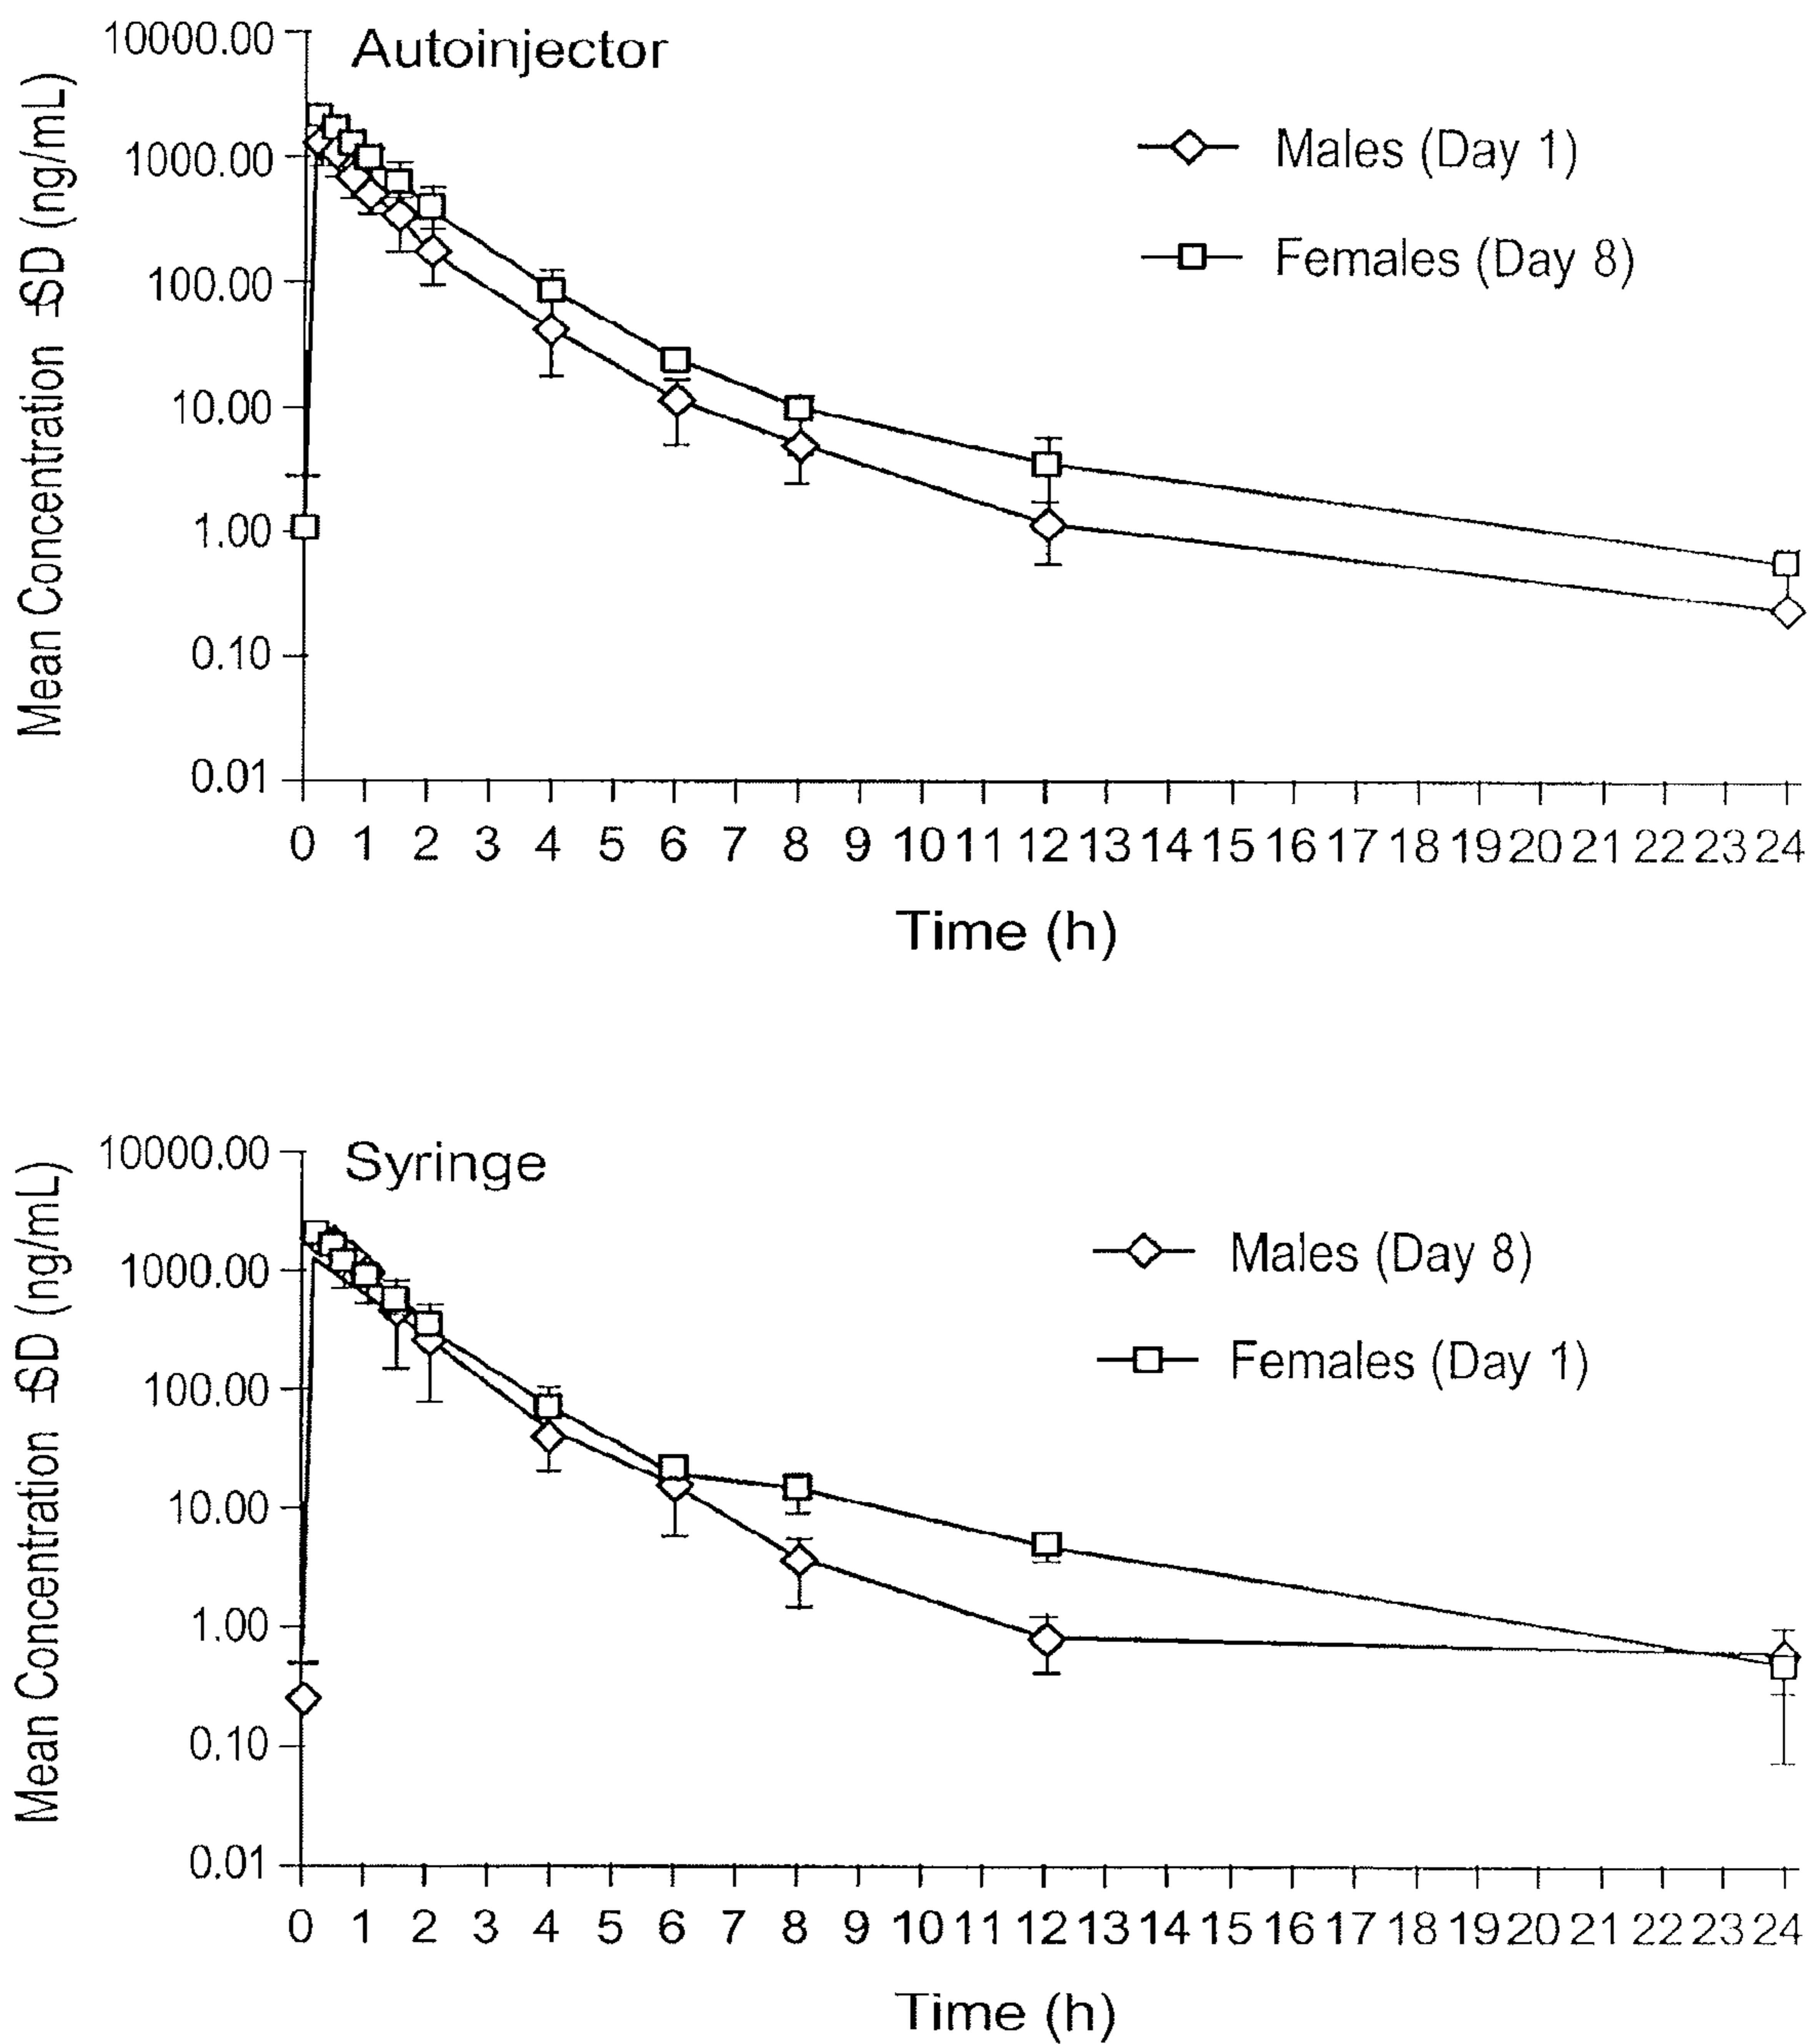 Autoinjector
Mean Concentration ±SD (ng/mL)
10000.00
1000.00
100.00
10.00
1.00
0.10
0.01
Males (Day 1)
Females (Day 8)
0 1 2 3 4 5 6 7 8 9 10 11 12 13 14 15 16 17 18 19 20 21 22 23 24
Time (h)
Syringe
Mean Concentration ±SD (ng/mL)
10000.00
1000.00
100.00
10.00
1.00
0.10
0.01
Males (Day 8)
Females (Day 1)
0 1 2 3 4 5 6 7 8 9 10 11 12 13 14 15 16 17 18 19 20 21 22 23 24
Time (h)